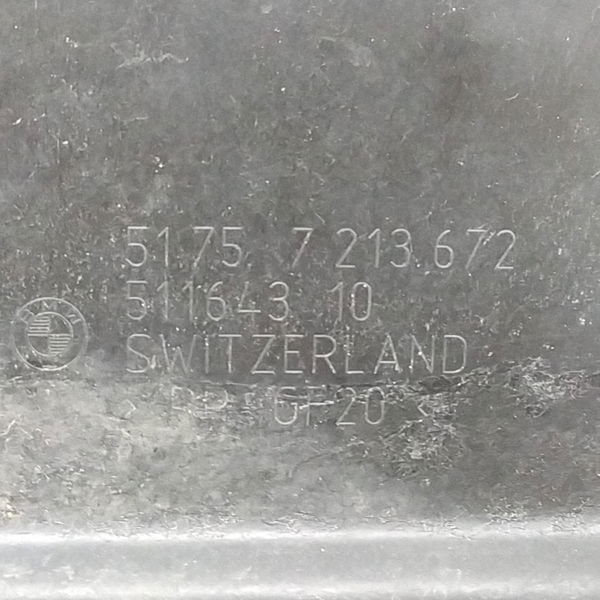 51.75. 7 213.672
511643 10
SWITZERLAND
GF20